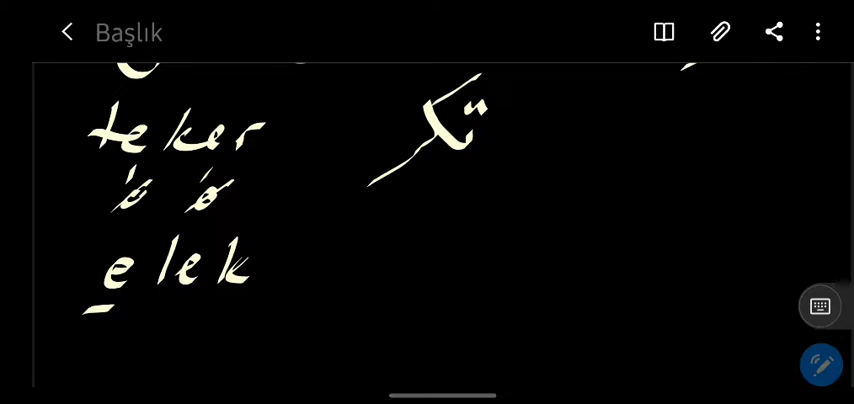 Başlık
teker تكر
elek